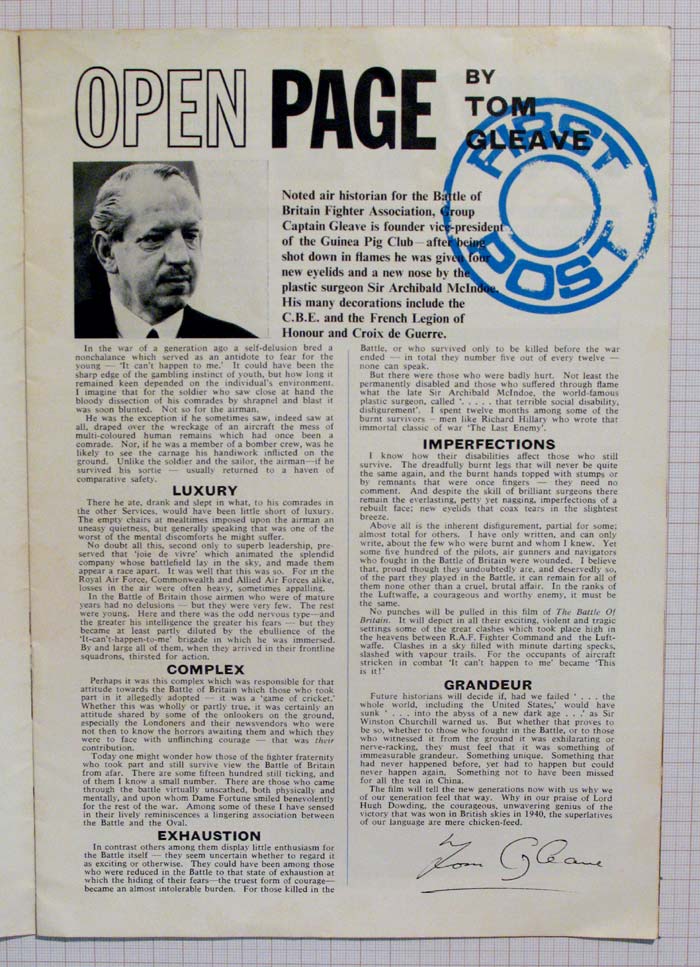 OPEN PAGE
BY
TOM
GLEAVE
FIRST
POST
Noted air historian for the Battle of
Britain Fighter Association, Group
Captain Gleave is founder vice-president
of the Guinea Pig Club—after being
shot down in flames he was given four
new eyelids and a new nose by the
plastic surgeon Sir Archibald McIndoe.
His many decorations include the
C.B.E. and the French Legion of
Honour and Croix de Guerre.
In the war of a generation ago a self-delusion bred a
nonchalance which served as an antidote to fear for the
young — 'It can't happen to me.' It could have been the
sharp edge of the gambling instinct of youth, but how long it
remained keen depended on the individual's environment.
I imagine that for the soldier who saw close at hand the
bloody dissection of his comrades by shrapnel and blast it
was soon blunted. Not so for the airman.
He was the exception if he sometimes saw, indeed saw at
all, draped over the wreckage of an aircraft the mess of
multi-coloured human remains which had once been a
comrade. Nor, if he was a member of a bomber crew, was he
likely to see the carnage his handiwork inflicted on the
ground. Unlike the soldier and the sailor, the airman—if he
survived his sortie — usually returned to a haven of
comparative safety.
LUXURY
There he ate, drank and slept in what, to his comrades in
the other Services, would have been little short of luxury.
The empty chairs at mealtimes imposed upon the airman an
uneasy quietness, but generally speaking that was one of the
worst of the mental discomforts he might suffer.
No doubt all this, second only to superb leadership, pre-
served that 'joie de vivre' which animated the splendid
company whose battlefield lay in the sky, and made them
appear a race apart. It was well that this was so. For in the
Royal Air Force, Commonwealth and Allied Air Forces alike,
losses in the air were often heavy, sometimes appalling.
In the Battle of Britain those airmen who were of mature
years had no delusions — but they were very few. The rest
were young. Here and there was the odd nervous type—and
the greater his intelligence the greater his fears — but they
became at least partly diluted by the ebullience of the
'It-can't-happen-to-me' brigade in which he was immersed.
By and large all of them, when they arrived in their frontline
squadrons, thirsted for action.
COMPLEX
Perhaps it was this complex which was responsible for that
attitude towards the Battle of Britain which those who took
part in it allegedly adopted — it was a 'game of cricket.'
Whether this was wholly or partly true, it was certainly an
attitude shared by some of the onlookers on the ground,
especially the Londoners and their newsvendors who were
not then to know the horrors awaiting them and which they
were to face with unflinching courage — that was their
contribution.
Today one might wonder how those of the fighter fraternity
who took part and still survive view the Battle of Britain
from afar. There are some fifteen hundred still ticking, and
of them I know a small number. There are those who came
through the battle virtually unscathed, both physically and
mentally, and upon whom Dame Fortune smiled benevolently
for the rest of the war. Among some of these I have sensed
in their lively reminiscences a lingering association between
the Battle and the Oval.
EXHAUSTION
In contrast others among them display little enthusiasm for
the Battle itself — they seem uncertain whether to regard it
as exciting or otherwise. They could have been among those
who were reduced in the Battle to that state of exhaustion at
which the hiding of their fears—the truest form of courage—
became an almost intolerable burden. For those killed in the
Battle, or who survived only to be killed before the war
ended — in total they number five out of every twelve —
none can speak.
But there were those who were badly hurt. Not least the
permanently disabled and those who suffered through flame
what the late Sir Archibald McIndoe, the world-famous
plastic surgeon, called '. . . . . that terrible social disability,
disfigurement'. I spent twelve months among some of the
burnt survivors – men like Richard Hillary who wrote that
immortal classic of war 'The Last Enemy'.
IMPERFECTIONS
I know how their disabilities affect those who still
survive. The dreadfully burnt legs that will never be quite
the same again, and the burnt hands topped with stumps or
by remnants that were once fingers — they need no
comment. And despite the skill of brilliant surgeons there
remain the everlasting, petty yet nagging, imperfections of a
rebuilt face; new eyelids that coax tears in the slightest
breeze.
Above all is the inherent disfigurement, partial for some;
almost total for others. I have only written, and can only
write, about the few who were burnt and whom I knew. Yet
some five hundred of the pilots, air gunners and navigators
who fought in the Battle of Britain were wounded. I believe
that, proud though they undoubtedly are, and deservedly so,
of the part they played in the Battle, it can remain for all of
them none other than a cruel, brutal affair. In the ranks of
the Luftwaffe, a courageous and worthy enemy, it must be
the same.
No punches will be pulled in this film of The Battle Of
Britain. It will depict in all their exciting, violent and tragic
settings some of the great clashes which took place high in
the heavens between R.A.F. Fighter Command and the Luft-
waffe. Clashes in a sky filled with minute darting specks,
slashed with vapour trails. For the occupants of aircraft
stricken in combat 'It can't happen to me' became 'This
is it!'
GRANDEUR
Future historians will decide if, had we failed ' . . . the
whole world, including the United States,' would have
sunk ' . . . into the abyss of a new dark age . . .' as Sir
Winston Churchill warned us. But whether that proves to
be so, whether to those who fought in the Battle, or to those
who witnessed it from the ground it was exhilarating or
nerve-racking, they must feel that it was something of
immeasurable grandeur. Something unique. Something that
had never happened before, yet had to happen but could
never happen again. Something not to have been missed
for all the tea in China.
The film will tell the new generations now with us why we
of our generation feel that way. Why in our praise of Lord
Hugh Dowding, the courageous, unwavering genius of the
victory that was won in British skies in 1940, the superlatives
of our language are mere chicken-feed.
Tom Gleave